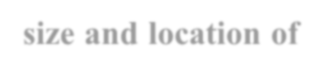 size and location of